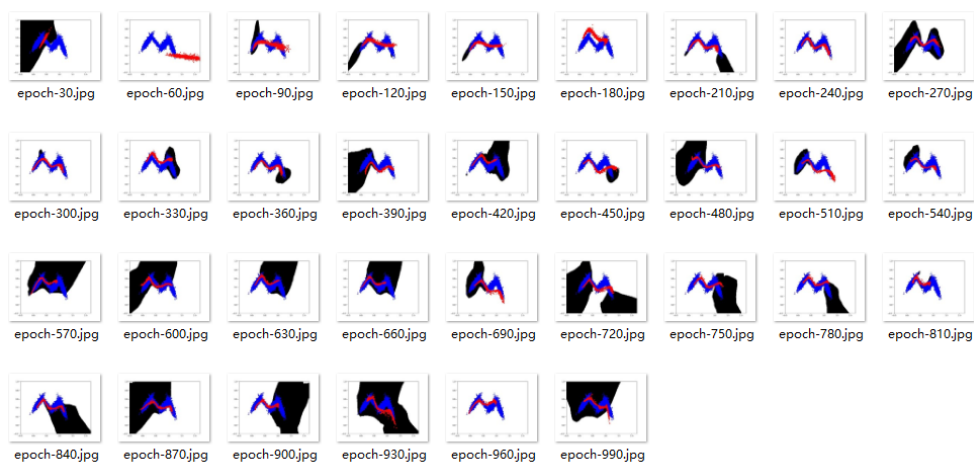 epoch-30.jpg epoch-60.jpg epoch-90.jpg epoch-120.jpg epoch-150.jpg epoch-180.jpg epoch-210.jpg epoch-240.jpg epoch-270.jpg
epoch-300.jpg epoch-330.jpg epoch-360.jpg epoch-390.jpg epoch-420.jpg epoch-450.jpg epoch-480.jpg epoch-510.jpg epoch-540.jpg
epoch-570.jpg epoch-600.jpg epoch-630.jpg epoch-660.jpg epoch-690.jpg epoch-720.jpg epoch-750.jpg epoch-780.jpg epoch-810.jpg
epoch-840.jpg epoch-870.jpg epoch-900.jpg epoch-930.jpg epoch-960.jpg epoch-990.jpg